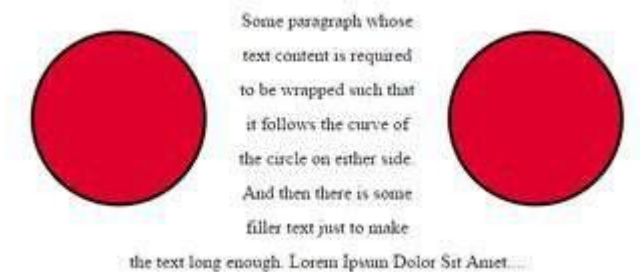 Some paragraph whose
text content is required
to be wrapped such that
it follows the curve of
the circle on either side.
And then there is some
filler text just to make
the text long enough. Lorem Ipsum Dolor Sit Amet....